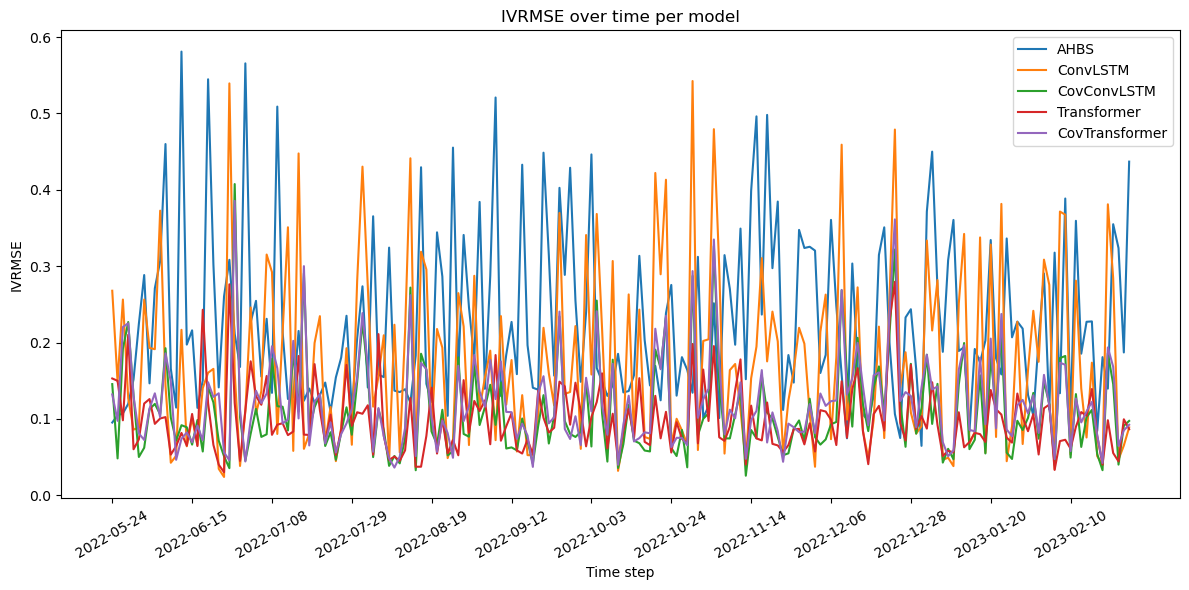 IVRMSE over time per model
IVRMSE
0.6
0.5
0.4
0.3
0.2
0.1
0.0
AHBS
ConvLSTM
CovConvLSTM
Transformer
CovTransformer
2022-05-24
2022-06-15
2022-07-08
2022-07-29
2022-08-19
2022-09-12
2022-10-03
2022-10-24
2022-11-14
2022-12-06
2022-12-28
2023-01-20
2023-02-10
Time step